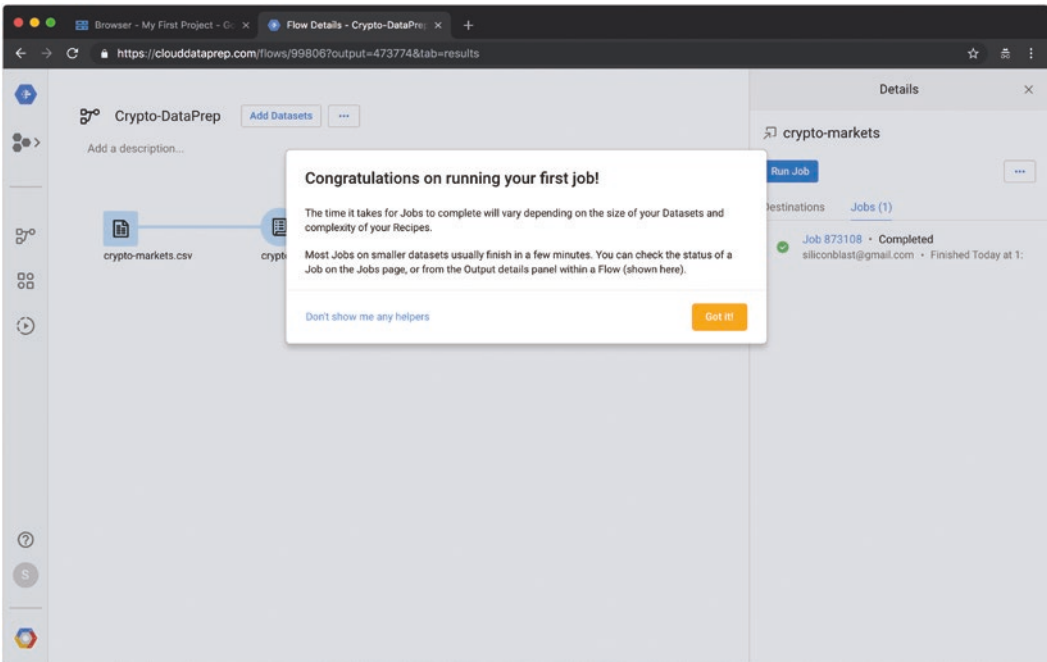 Browser - My First Project - Go
Flow Details - Crypto-DataPrep
https://clouddataprep.com/flows/99806?output=473774&tab=results
Crypto-DataPrep
Add Datasets
Add a description...
crypto-markets.csv
crypt
Congratulations on running your first job!
The time it takes for Jobs to complete will vary depending on the size of your Datasets and
complexity of your Recipes.
Most Jobs on smaller datasets usually finish in a few minutes. You can check the status of a
Job on the Jobs page, or from the Output details panel within a Flow (shown here).
Don't show me any helpers
Got it!
Details
crypto-markets
Run Job
Destinations
Jobs (1)
Job 873108 • Completed
siliconblast@gmail.com • Finished Today at 1:
S